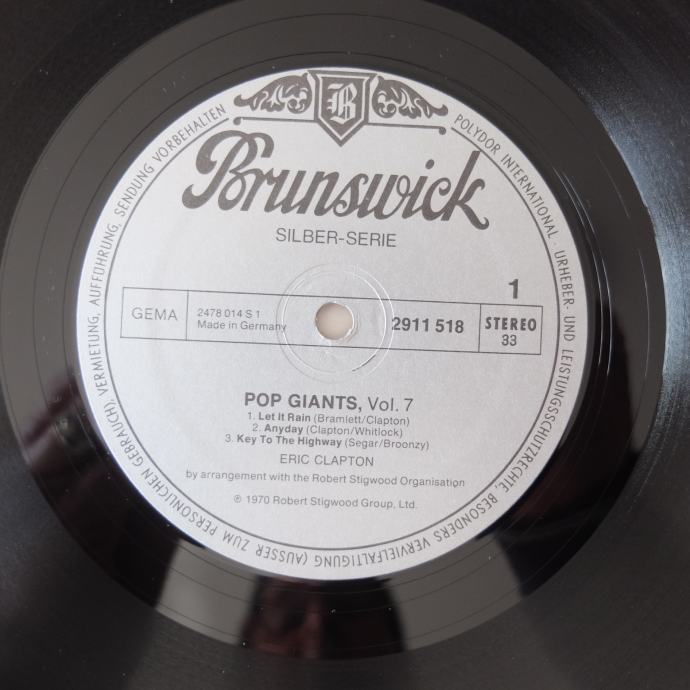 B
Brunswick
SILBER-SERIE
1
GEMA
2478 014 S 1
Made in Germany
2911 518
STEREO
33
POP GIANTS, Vol. 7
1. Let It Rain (Bramlett/Clapton)
2. Anyday (Clapton/Whitlock)
3. Key To The Highway (Segar/Broonzy)
ERIC CLAPTON
by arrangement with the Robert Stigwood Organisation
℗ 1970 Robert Stigwood Group, Ltd.
POLYDOR INTERNATIONAL · URHEBER- UND LEISTUNGSSCHUTZRECHTE, BESONDERS VERVIELFÄLTIGUNG (AUSSER ZUM PERSÖNLICHEN GEBRAUCH), VERMIETUNG, AUFFÜHRUNG, SENDUNG VORBEHALTEN